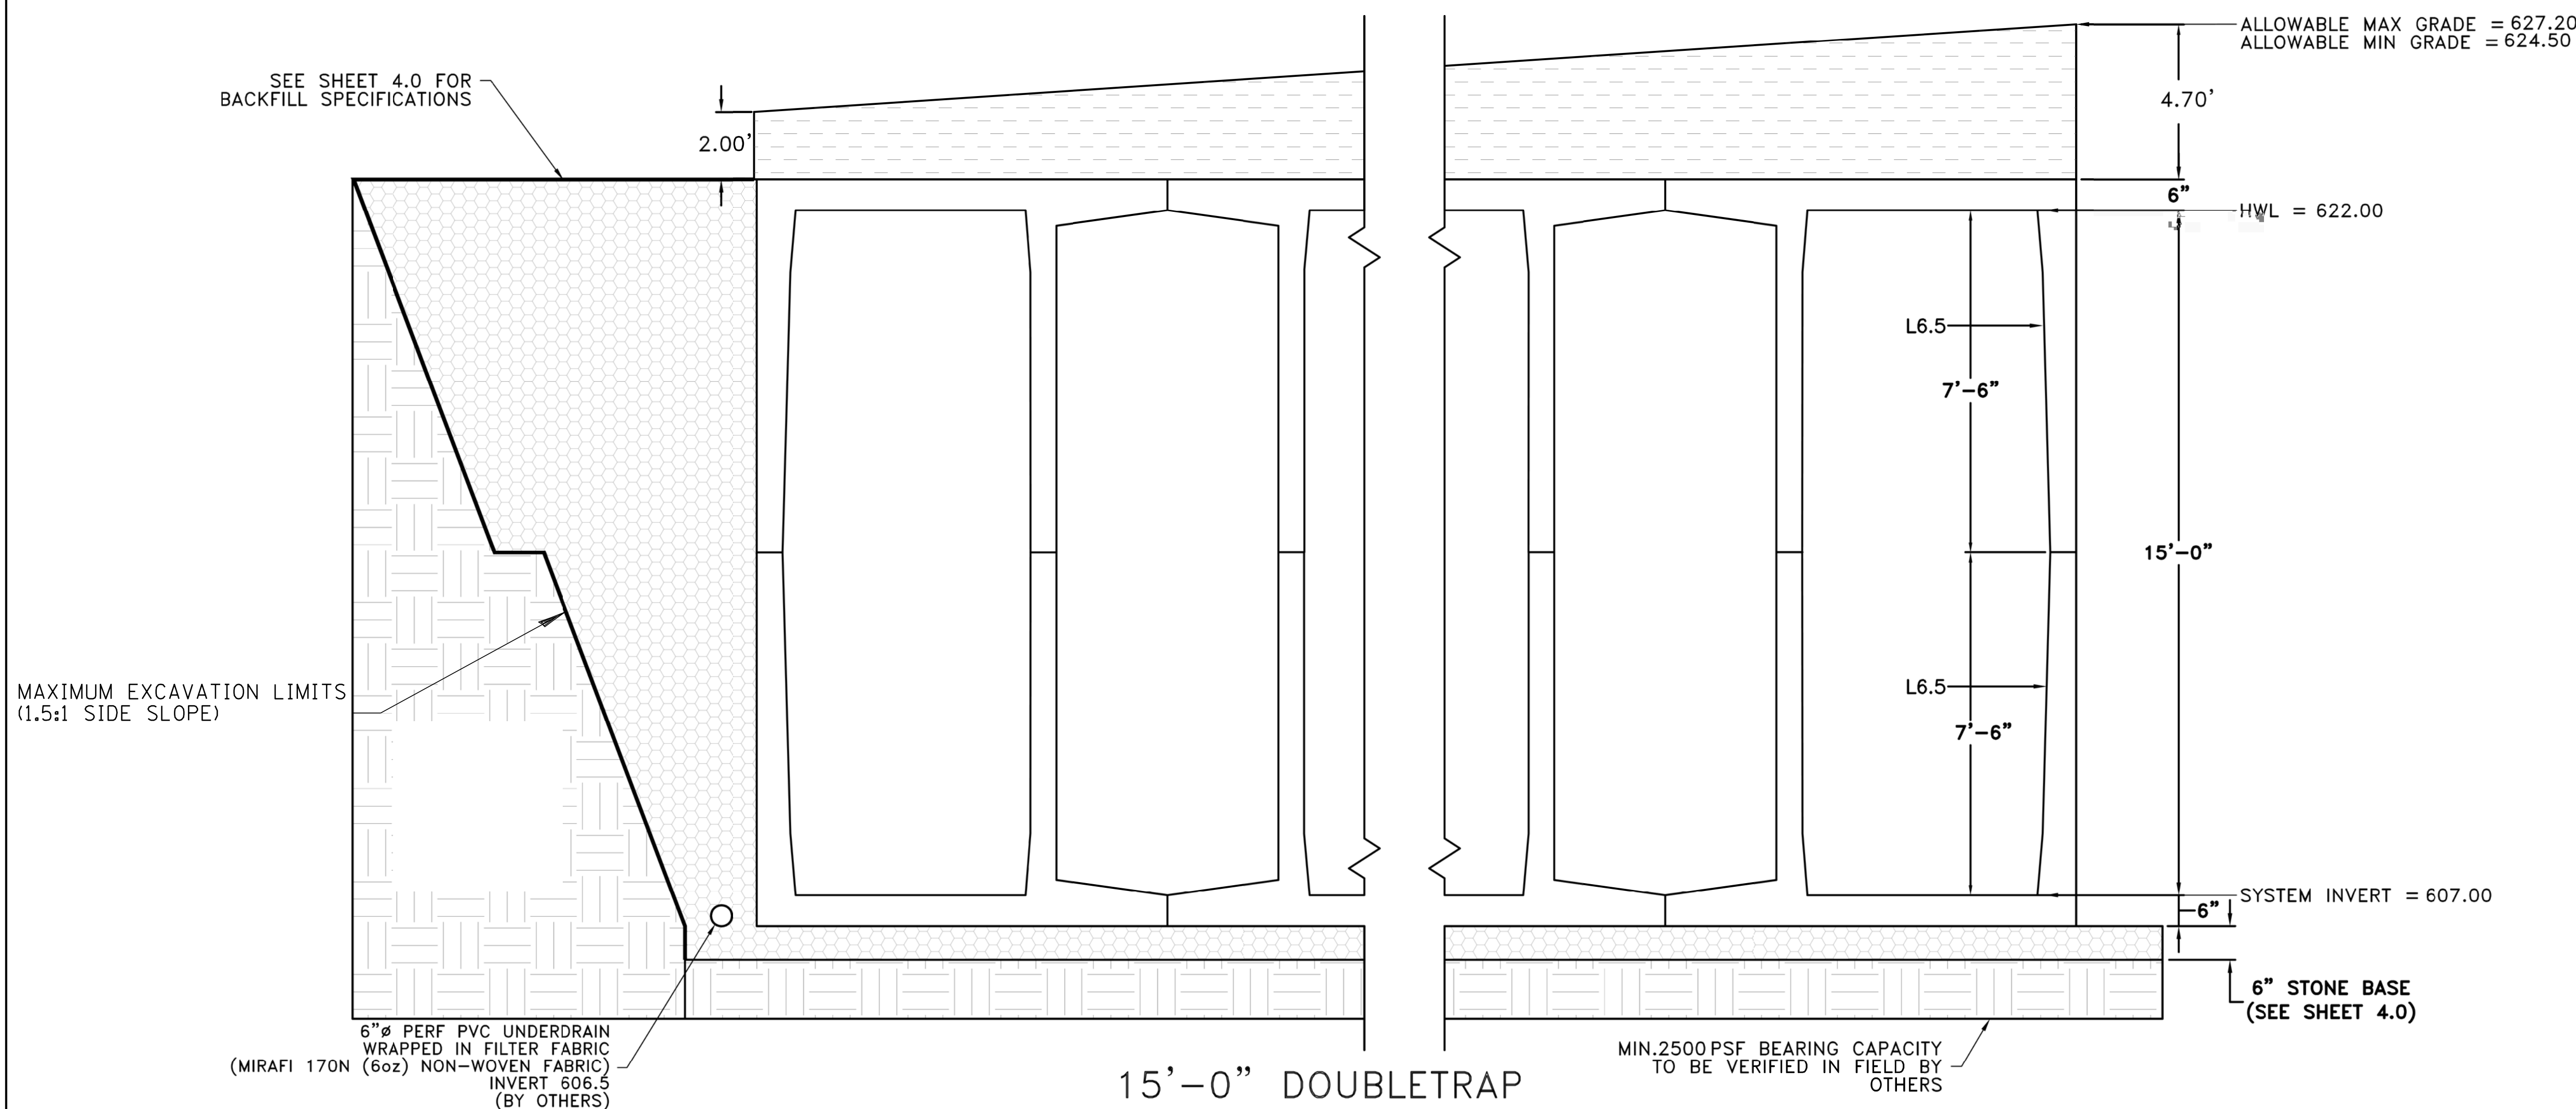 ALLOWABLE MAX GRADE = 627.20
ALLOWABLE MIN GRADE = 624.50
SEE SHEET 4.0 FOR
BACKFILL SPECIFICATIONS
4.70'
2.00'
6"
HWL = 622.00
L6.5
7'-6"
15'-0"
L6.5
7'-6"
MAXIMUM EXCAVATION LIMITS
(1.5:1 SIDE SLOPE)
SYSTEM INVERT = 607.00
6"
6" STONE BASE
(SEE SHEET 4.0)
6"ø PERF PVC UNDERDRAIN
WRAPPED IN FILTER FABRIC
(MIRAFI 170N (6oz) NON-WOVEN FABRIC)
INVERT 606.5
(BY OTHERS)
MIN.2500 PSF BEARING CAPACITY
TO BE VERIFIED IN FIELD BY
OTHERS
15'-0" DOUBLETRAP